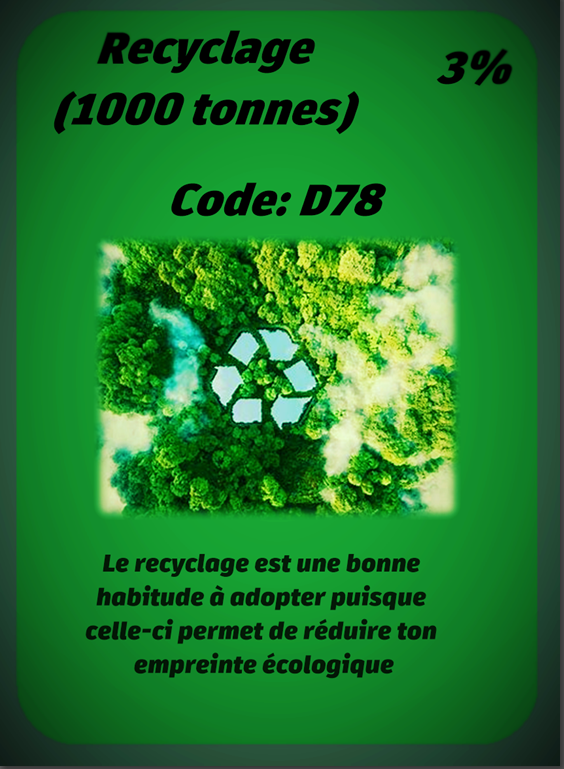 Recyclage
3%
(1000 tonnes)
Code: D78
Le recyclage est une bonne
habitude à adopter puisque
celle-ci permet de réduire ton
empreinte écologique